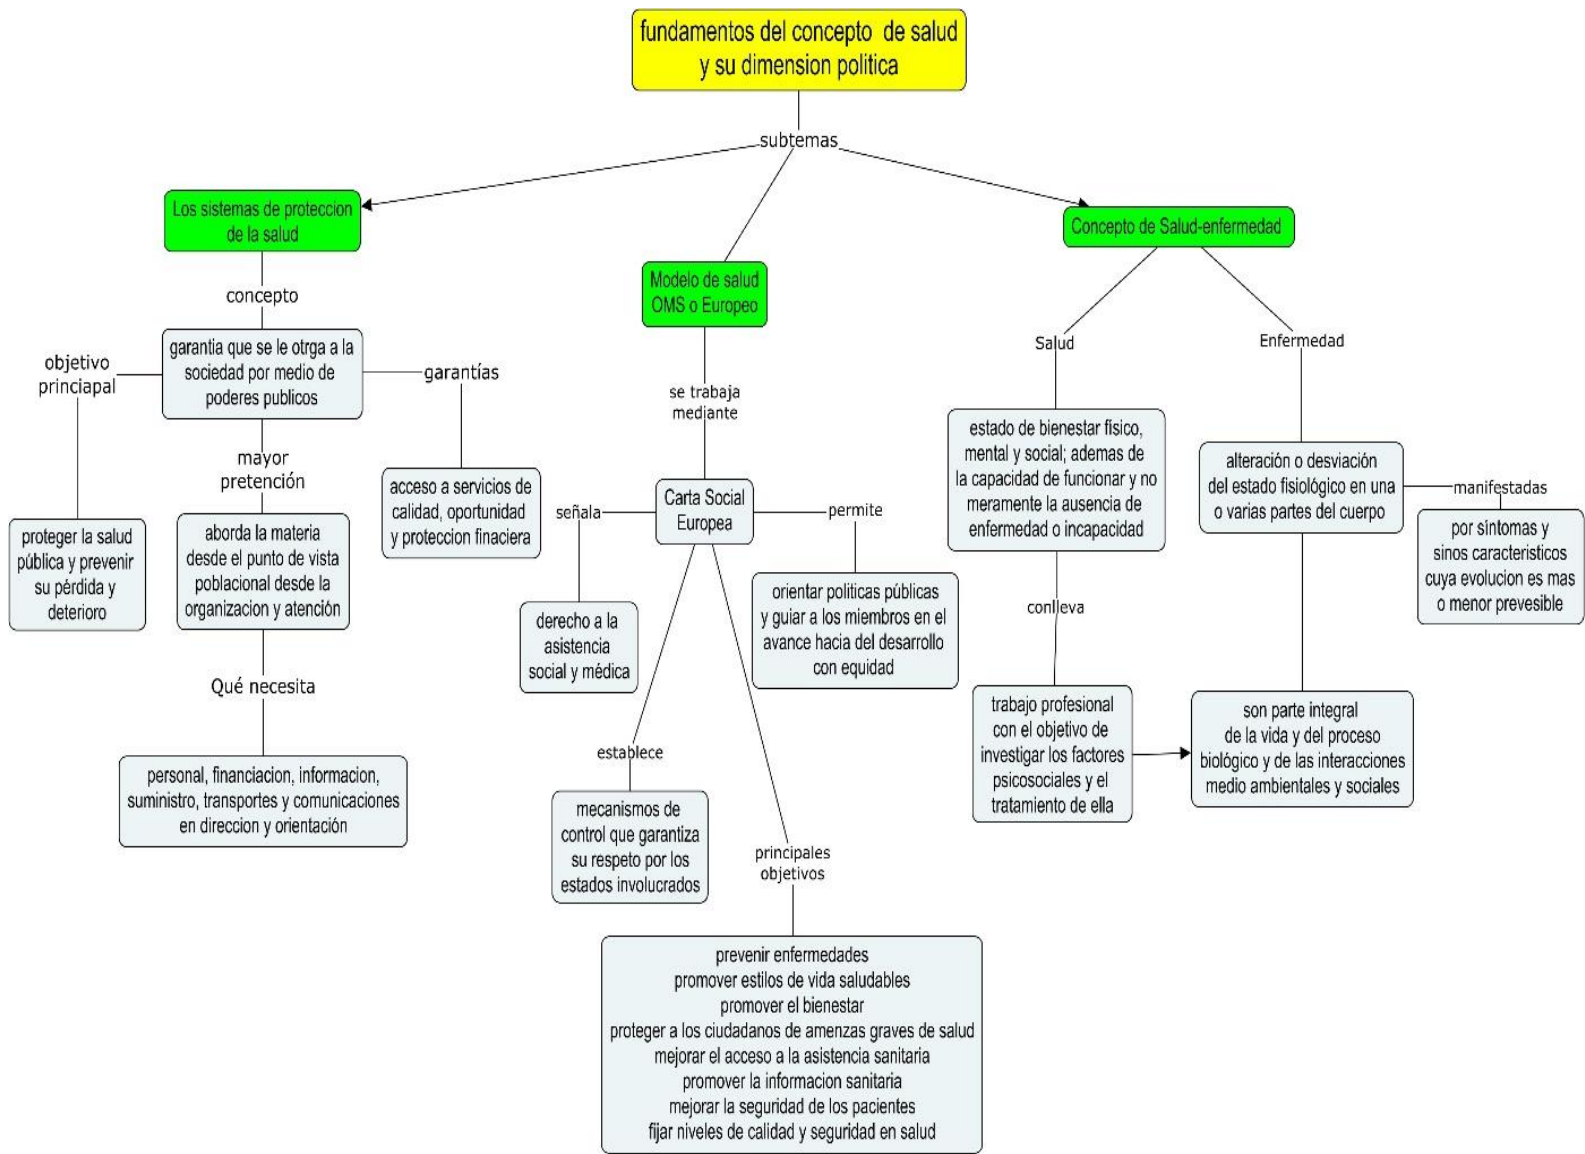 fundamentos del concepto de salud
y su dimension politica
subtemas
Los sistemas de proteccion
de la salud
concepto
garantia que se le otrga a la
sociedad por medio de
poderes publicos
objetivo
princiapal
proteger la salud
pública y prevenir
su pérdida y
deterioro
mayor
pretención
aborda la materia
desde el punto de vista
poblacional desde la
organizacion y atención
Qué necesita
personal, financiacion, informacion,
suministro, transportes y comunicaciones
en direccion y orientación
garantías
acceso a servicios de
calidad, oportunidad
y proteccion finaciera
Modelo de salud
OMS o Europeo
se trabaja
mediante
Carta Social
Europea
señala
derecho a la
asistencia
social y médica
establece
mecanismos de
control que garantiza
su respeto por los
estados involucrados
principales
objetivos
prevenir enfermedades
promover estilos de vida saludables
promover el bienestar
proteger a los ciudadanos de amenzas graves de salud
mejorar el acceso a la asistencia sanitaria
promover la informacion sanitaria
mejorar la seguridad de los pacientes
fijar niveles de calidad y seguridad en salud
permite
orientar politicas públicas
y guiar a los miembros en el
avance hacia del desarrollo
con equidad
Concepto de Salud-enfermedad
Salud
estado de bienestar físico,
mental y social; ademas de
la capacidad de funcionar y no
meramente la ausencia de
enfermedad o incapacidad
conlleva
trabajo profesional
con el objetivo de
investigar los factores
psicosociales y el
tratamiento de ella
Enfermedad
alteración o desviación
del estado fisiológico en una
o varias partes del cuerpo
manifestadas
por síntomas y
sinos caracteristicos
cuya evolucion es mas
o menor prevesible
son parte integral
de la vida y del proceso
biológico y de las interacciones
medio ambientales y sociales